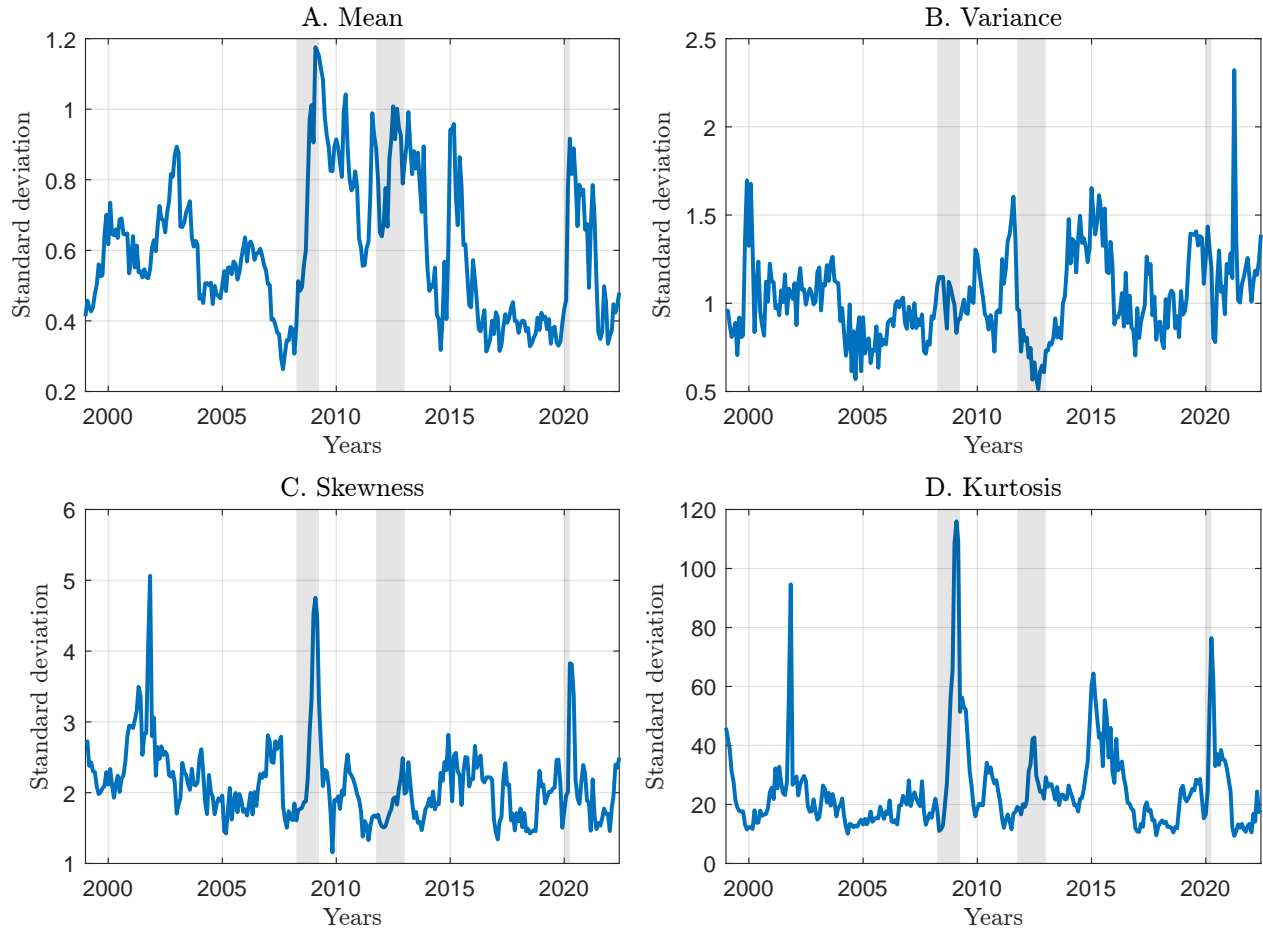 A. Mean
1.2
1
0.8
0.6
0.4
0.2
Standard deviation
2000 2005 2010 2015 2020
Years
B. Variance
2.5
2
1.5
1
0.5
Standard deviation
2000 2005 2010 2015 2020
Years
C. Skewness
6
5
4
3
2
1
Standard deviation
2000 2005 2010 2015 2020
Years
D. Kurtosis
120
100
80
60
40
20
0
Standard deviation
2000 2005 2010 2015 2020
Years